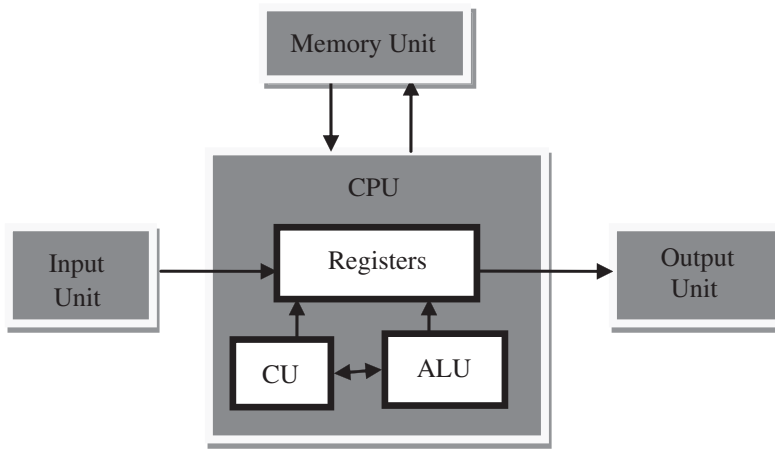 Memory Unit
CPU
Input
Unit
Registers
Output
Unit
CU
ALU